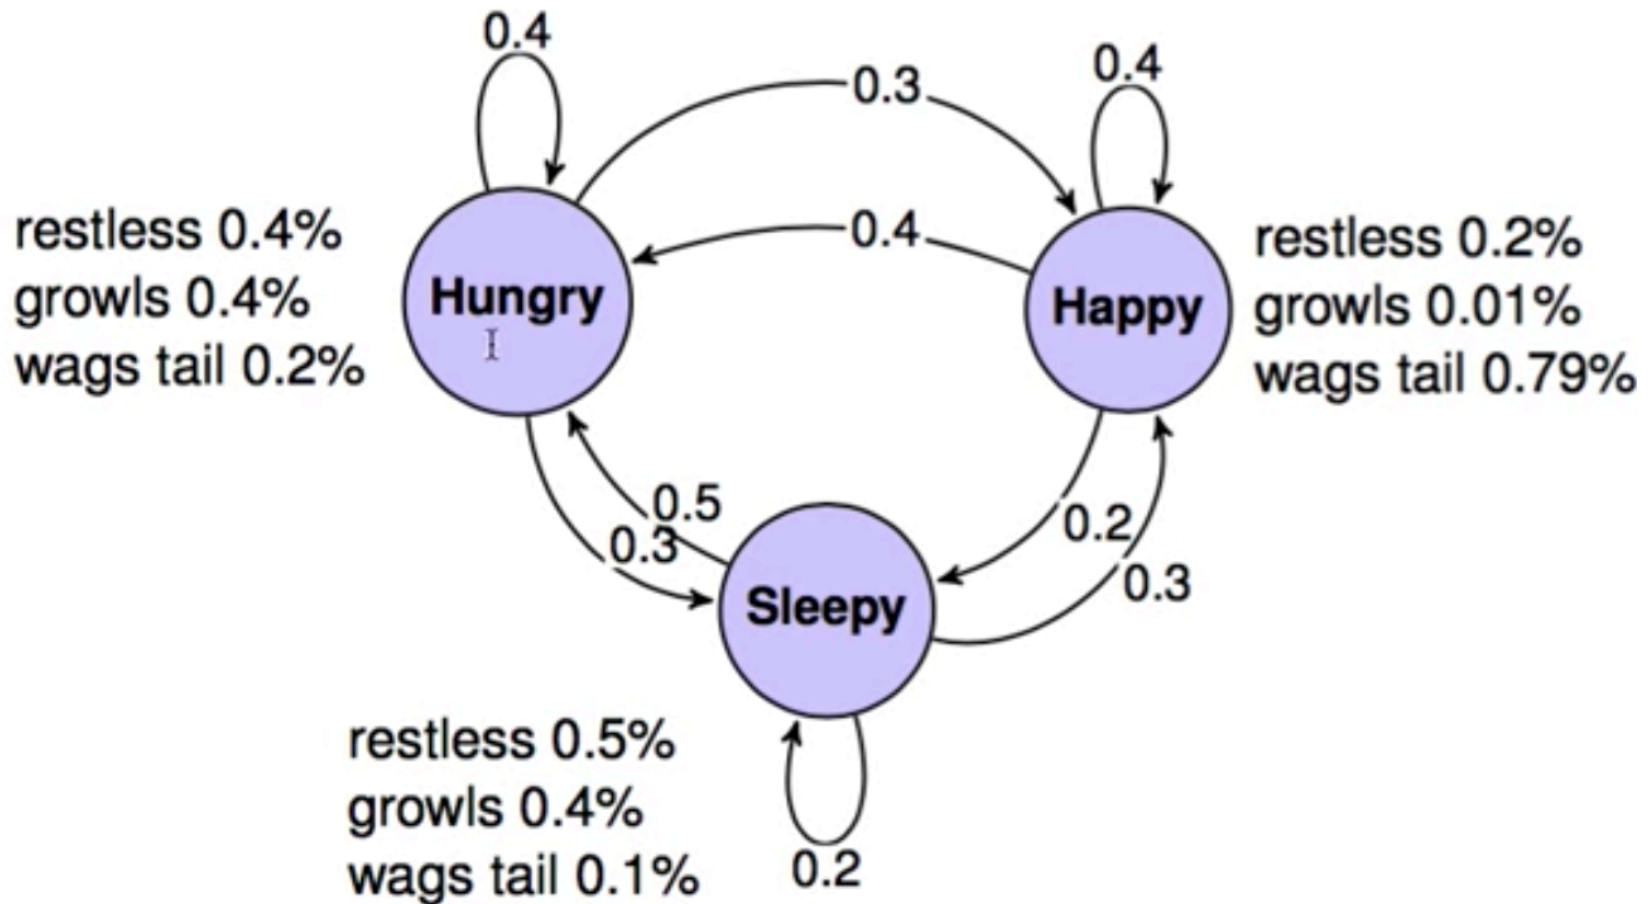 0.4
0.3
0.4
0.4
restless 0.4%
growls 0.4%
wags tail 0.2%
Hungry
Happy
restless 0.2%
growls 0.01%
wags tail 0.79%
0.5
0.3
0.2
0.3
Sleepy
restless 0.5%
growls 0.4%
wags tail 0.1%
0.2